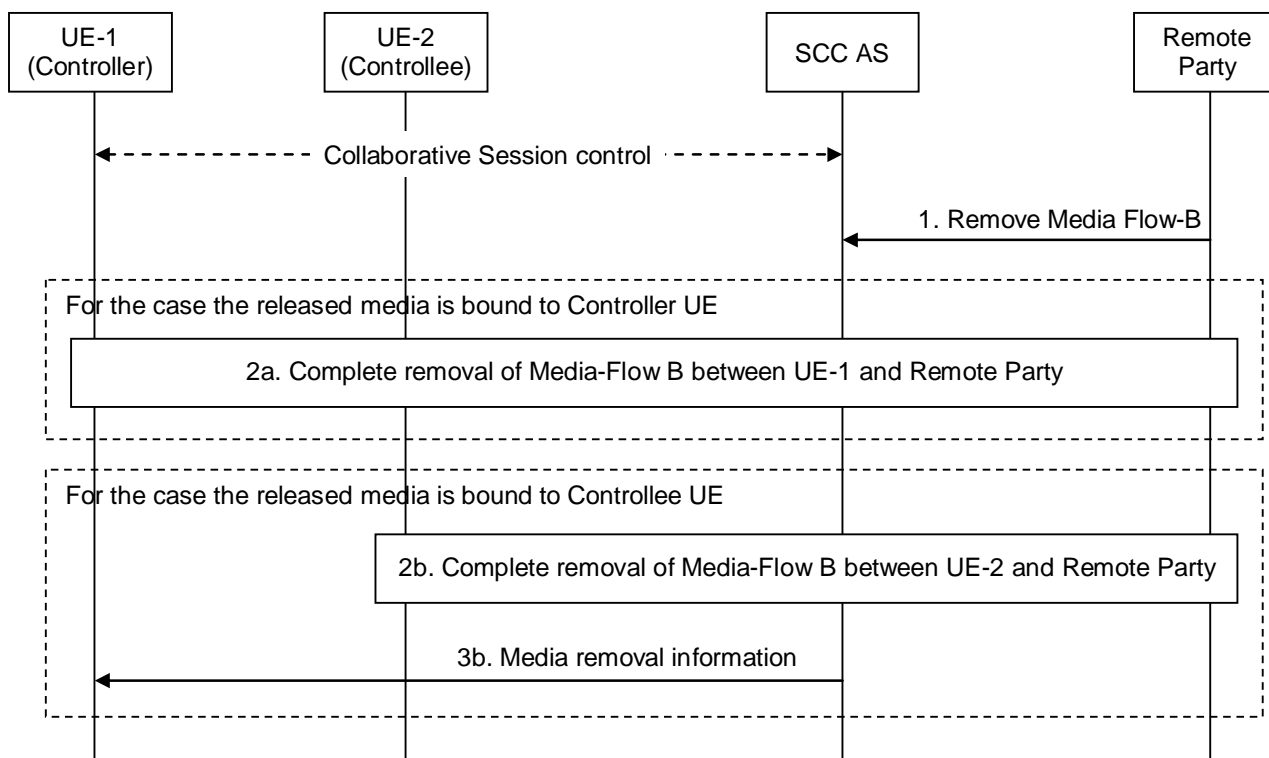 UE-1
(Controller)
UE-2
(Controllee)
SCC AS
Remote
Party
Collaborative Session control
1. Remove Media Flow-B
For the case the released media is bound to Controller UE
2a. Complete removal of Media-Flow B between UE-1 and Remote Party
For the case the released media is bound to Controllee UE
2b. Complete removal of Media-Flow B between UE-2 and Remote Party
3b. Media removal information